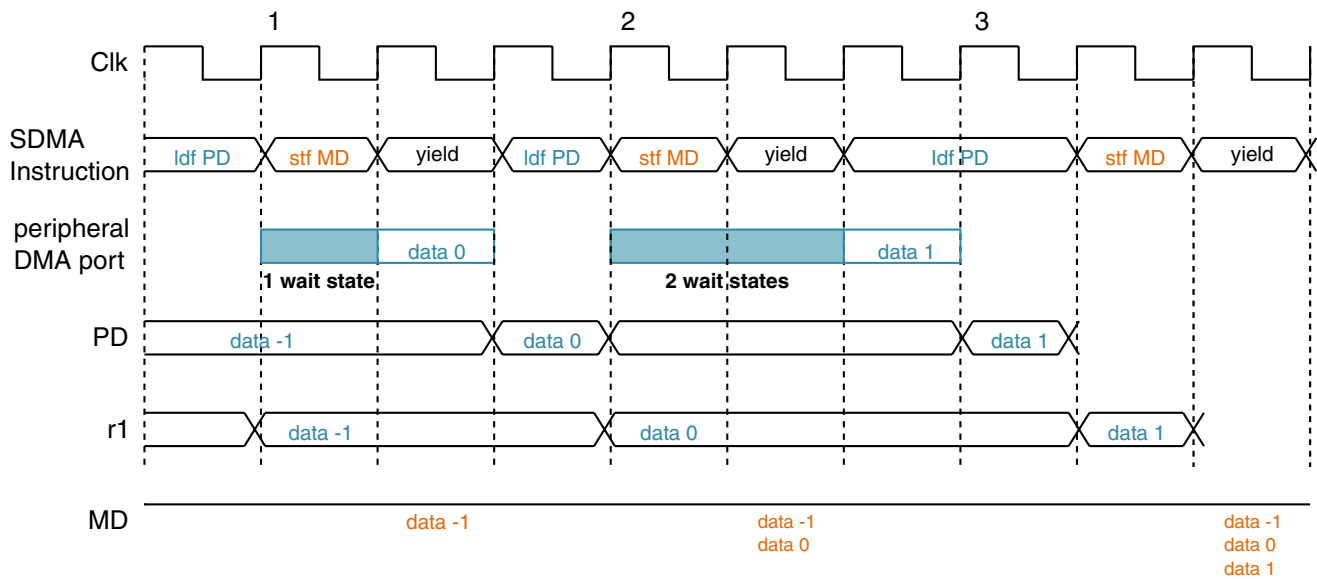 1 2 3
Clk
SDMA
Instruction
ldf PD stf MD yield ldf PD stf MD yield ldf PD stf MD yield
peripheral
DMA port
data 0 data 1
1 wait state 2 wait states
PD
data -1 data 0 data 1
r1
data -1 data 0 data 1
MD
data -1 data -1 data -1
data 0 data 0
data 1